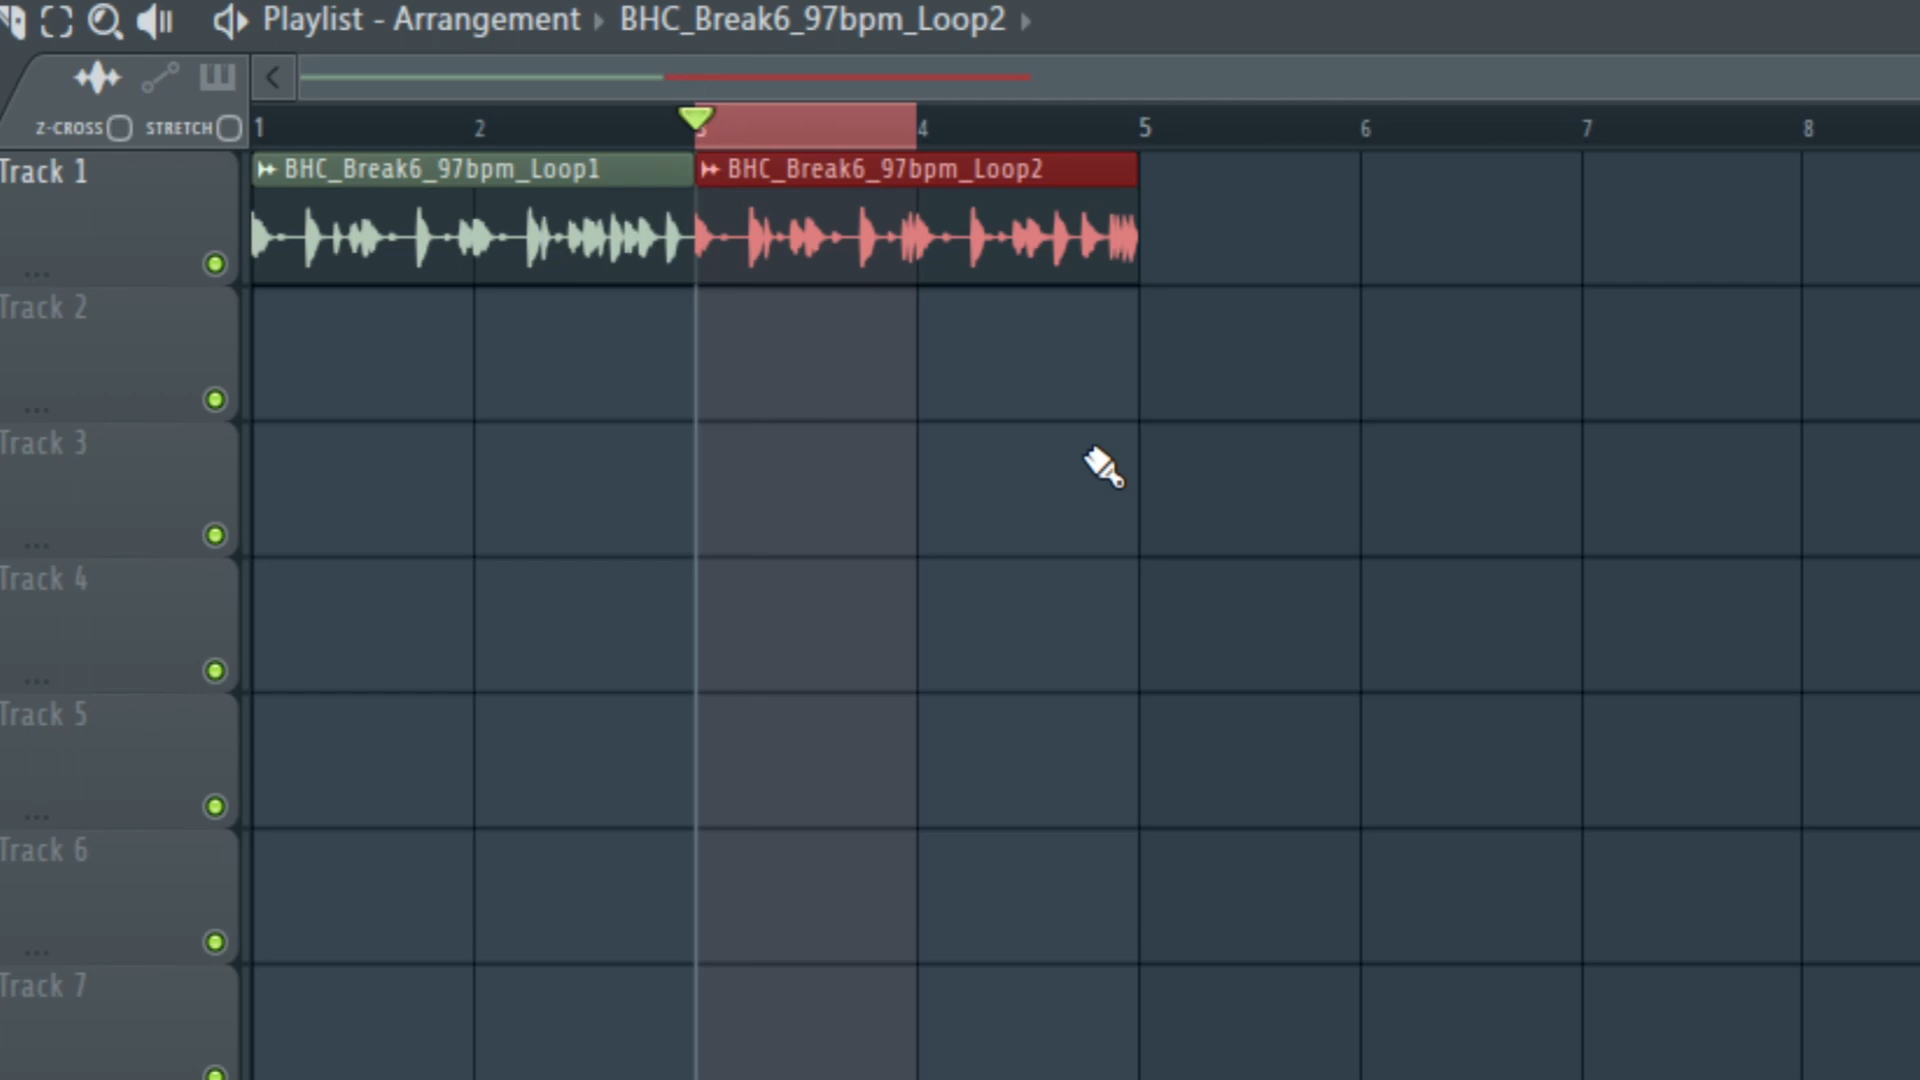 Playlist - Arrangement BHC_Break6_97bpm_Loop2
Z-CROSS STRETCH 1 2 3 4 5 6 7 8
Track 1 BHC_Break6_97bpm_Loop1 BHC_Break6_97bpm_Loop2
Track 2
Track 3
Track 4
Track 5
Track 6
Track 7